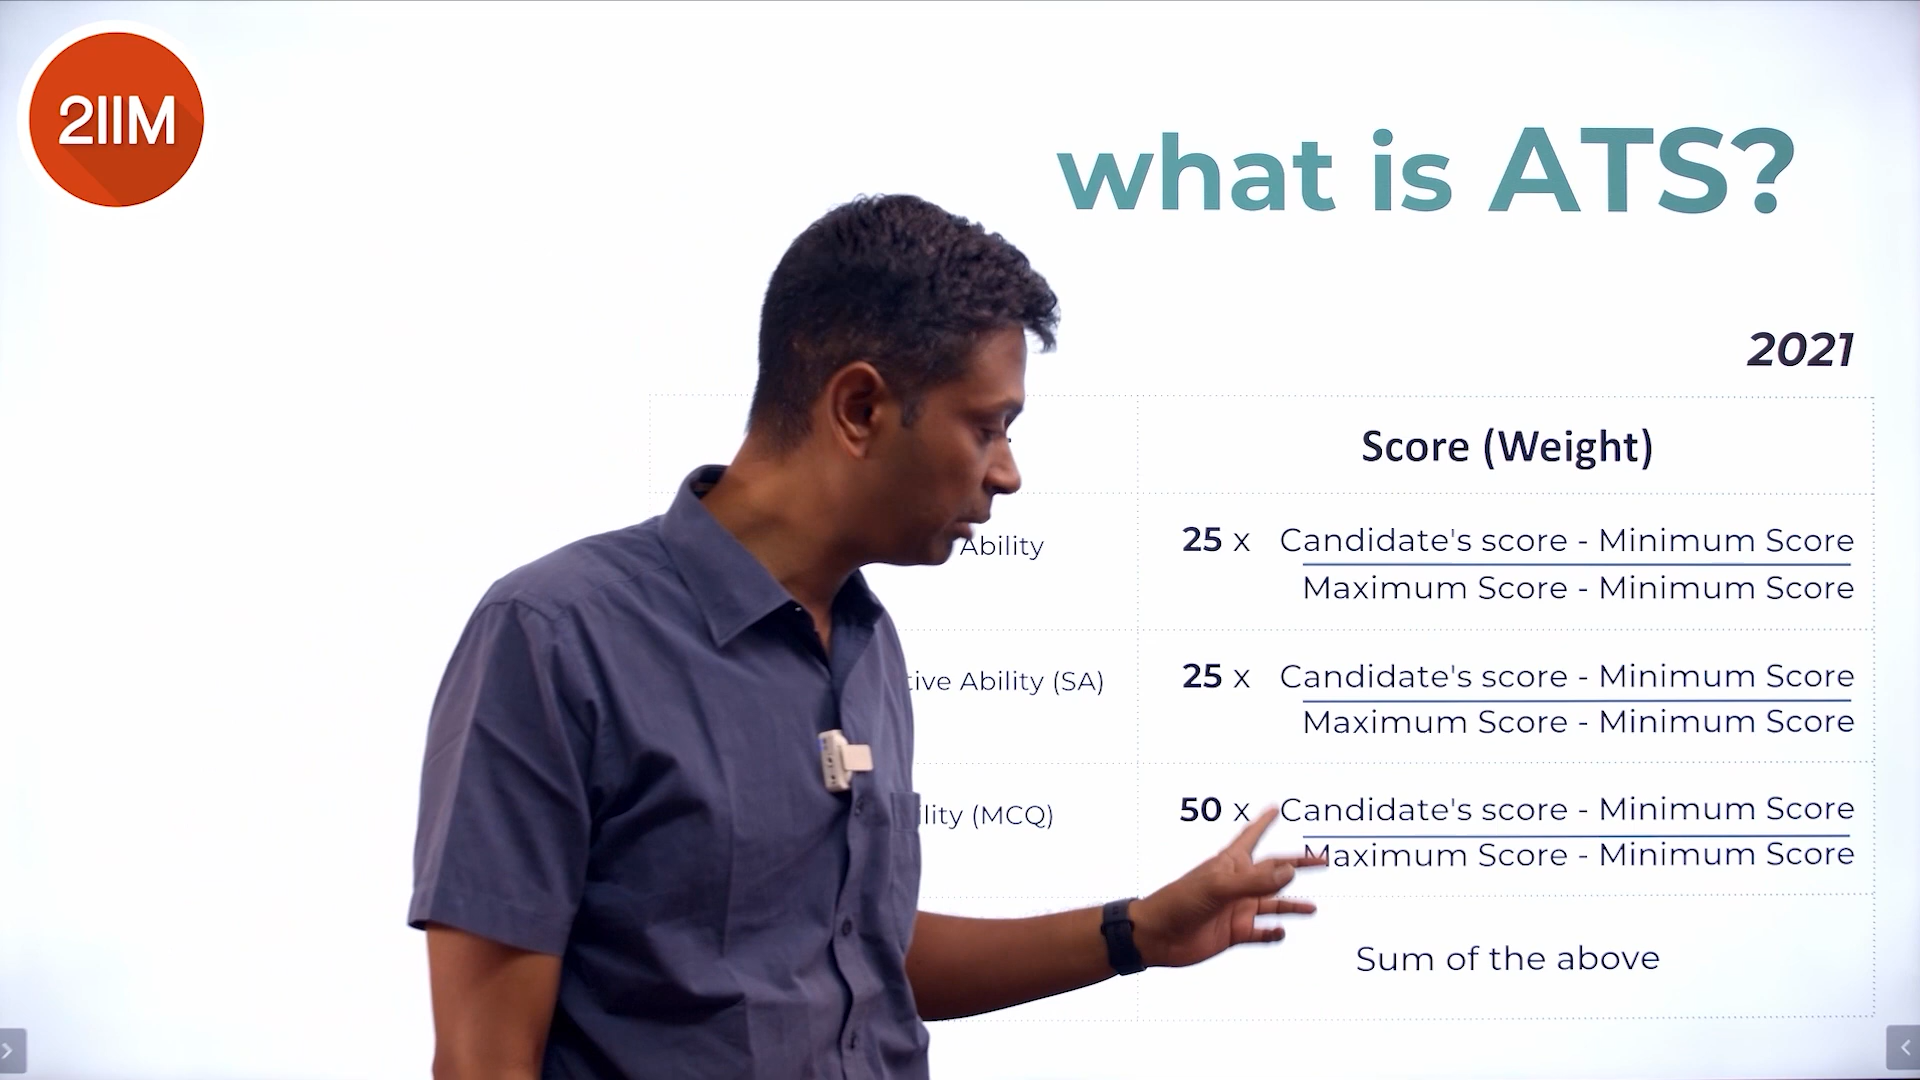 2IIM
what is ATS?
2021
Score (Weight)
Ability
25 x Candidate's score - Minimum Score
Maximum Score - Minimum Score
Ability (SA)
25 x Candidate's score - Minimum Score
Maximum Score - Minimum Score
(MCQ)
50 x Candidate's score - Minimum Score
Maximum Score - Minimum Score
Sum of the above